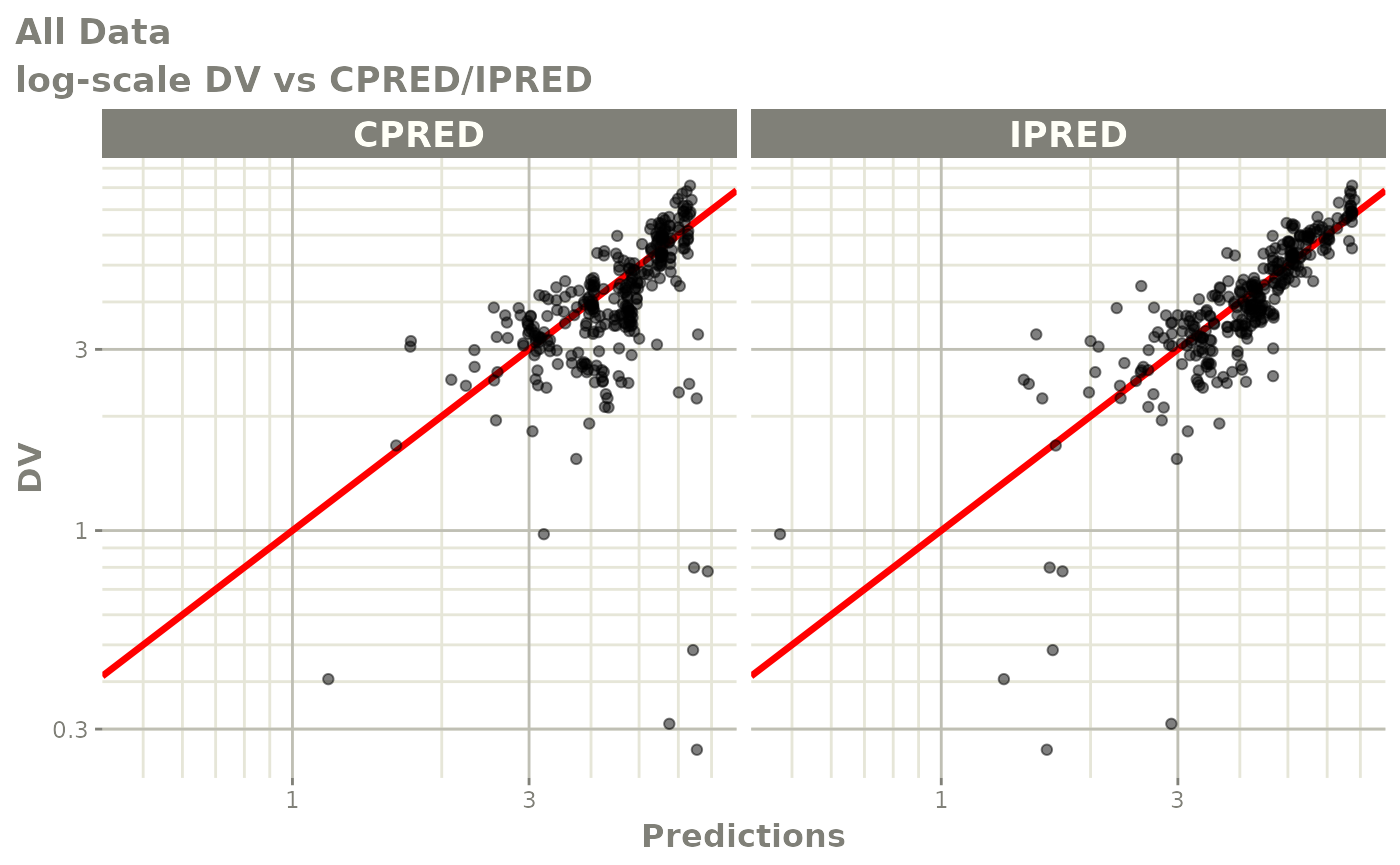 All Data
log-scale DV vs CPRED/IPRED
CPRED
IPRED
DV
3
1
0.3
1
3
1
3
Predictions